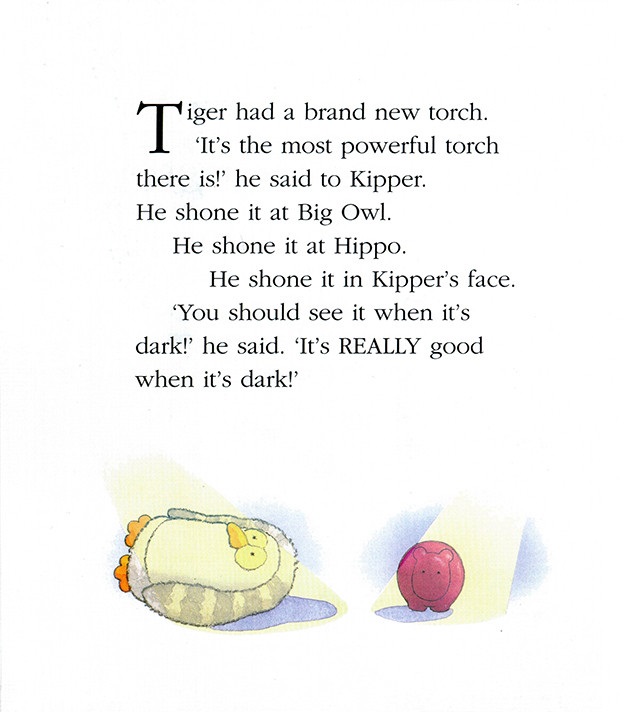 Tiger had a brand new torch.
‘It’s the most powerful torch
there is!’ he said to Kipper.
He shone it at Big Owl.
He shone it at Hippo.
He shone it in Kipper’s face.
‘You should see it when it’s
dark!’ he said. ‘It’s REALLY good
when it’s dark!’